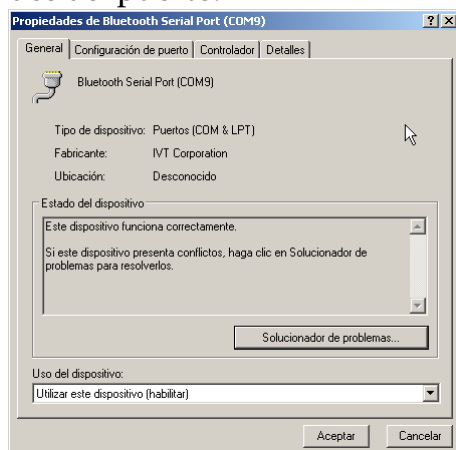 Propiedades de Bluetooth Serial Port (COM9)
General Configuración de puerto Controlador Detalles
Bluetooth Serial Port (COM9)
Tipo de dispositivo: Puertos (COM & LPT)
Fabricante: IVT Corporation
Ubicación: Desconocido
Estado del dispositivo
Este dispositivo funciona correctamente.
Si este dispositivo presenta conflictos, haga clic en Solucionador de
problemas para resolverlos.
Solucionador de problemas...
Uso del dispositivo:
Utilizar este dispositivo (habilitar)
Aceptar Cancelar